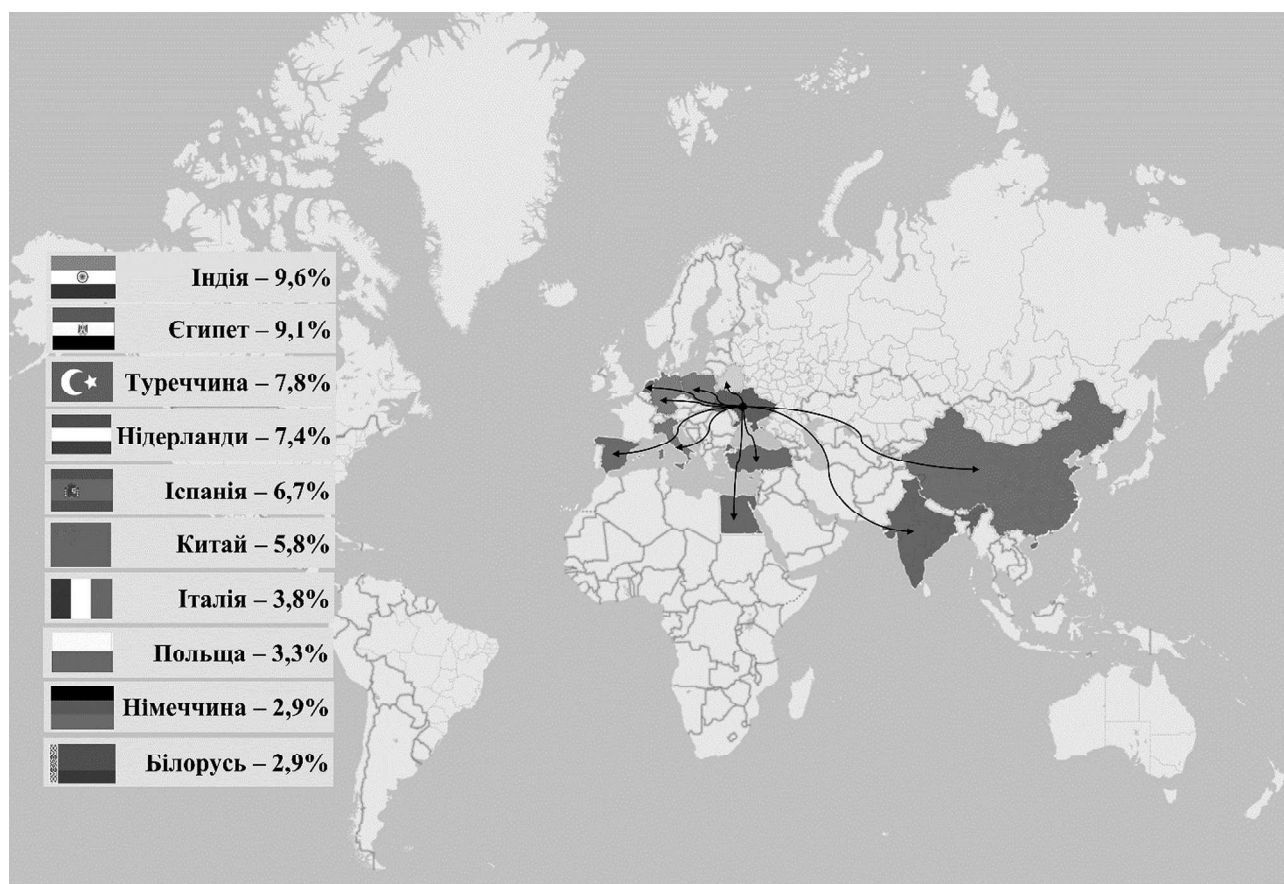 Індія – 9,6%
Єгипет – 9,1%
Туреччина – 7,8%
Нідерланди – 7,4%
Іспанія – 6,7%
Китай – 5,8%
Італія – 3,8%
Польща – 3,3%
Німеччина – 2,9%
Білорусь – 2,9%